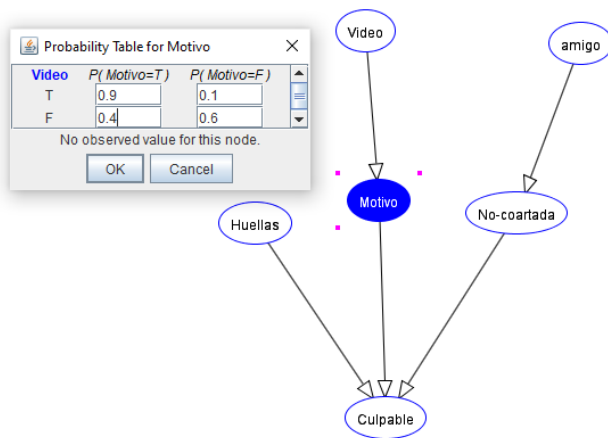 Probability Table for Motivo
Video P( Motivo=T ) P( Motivo=F )
T 0.9 0.1
F 0.4 0.6
No observed value for this node.
OK Cancel
Video
amigo
Motivo
No-coartada
Huellas
Culpable